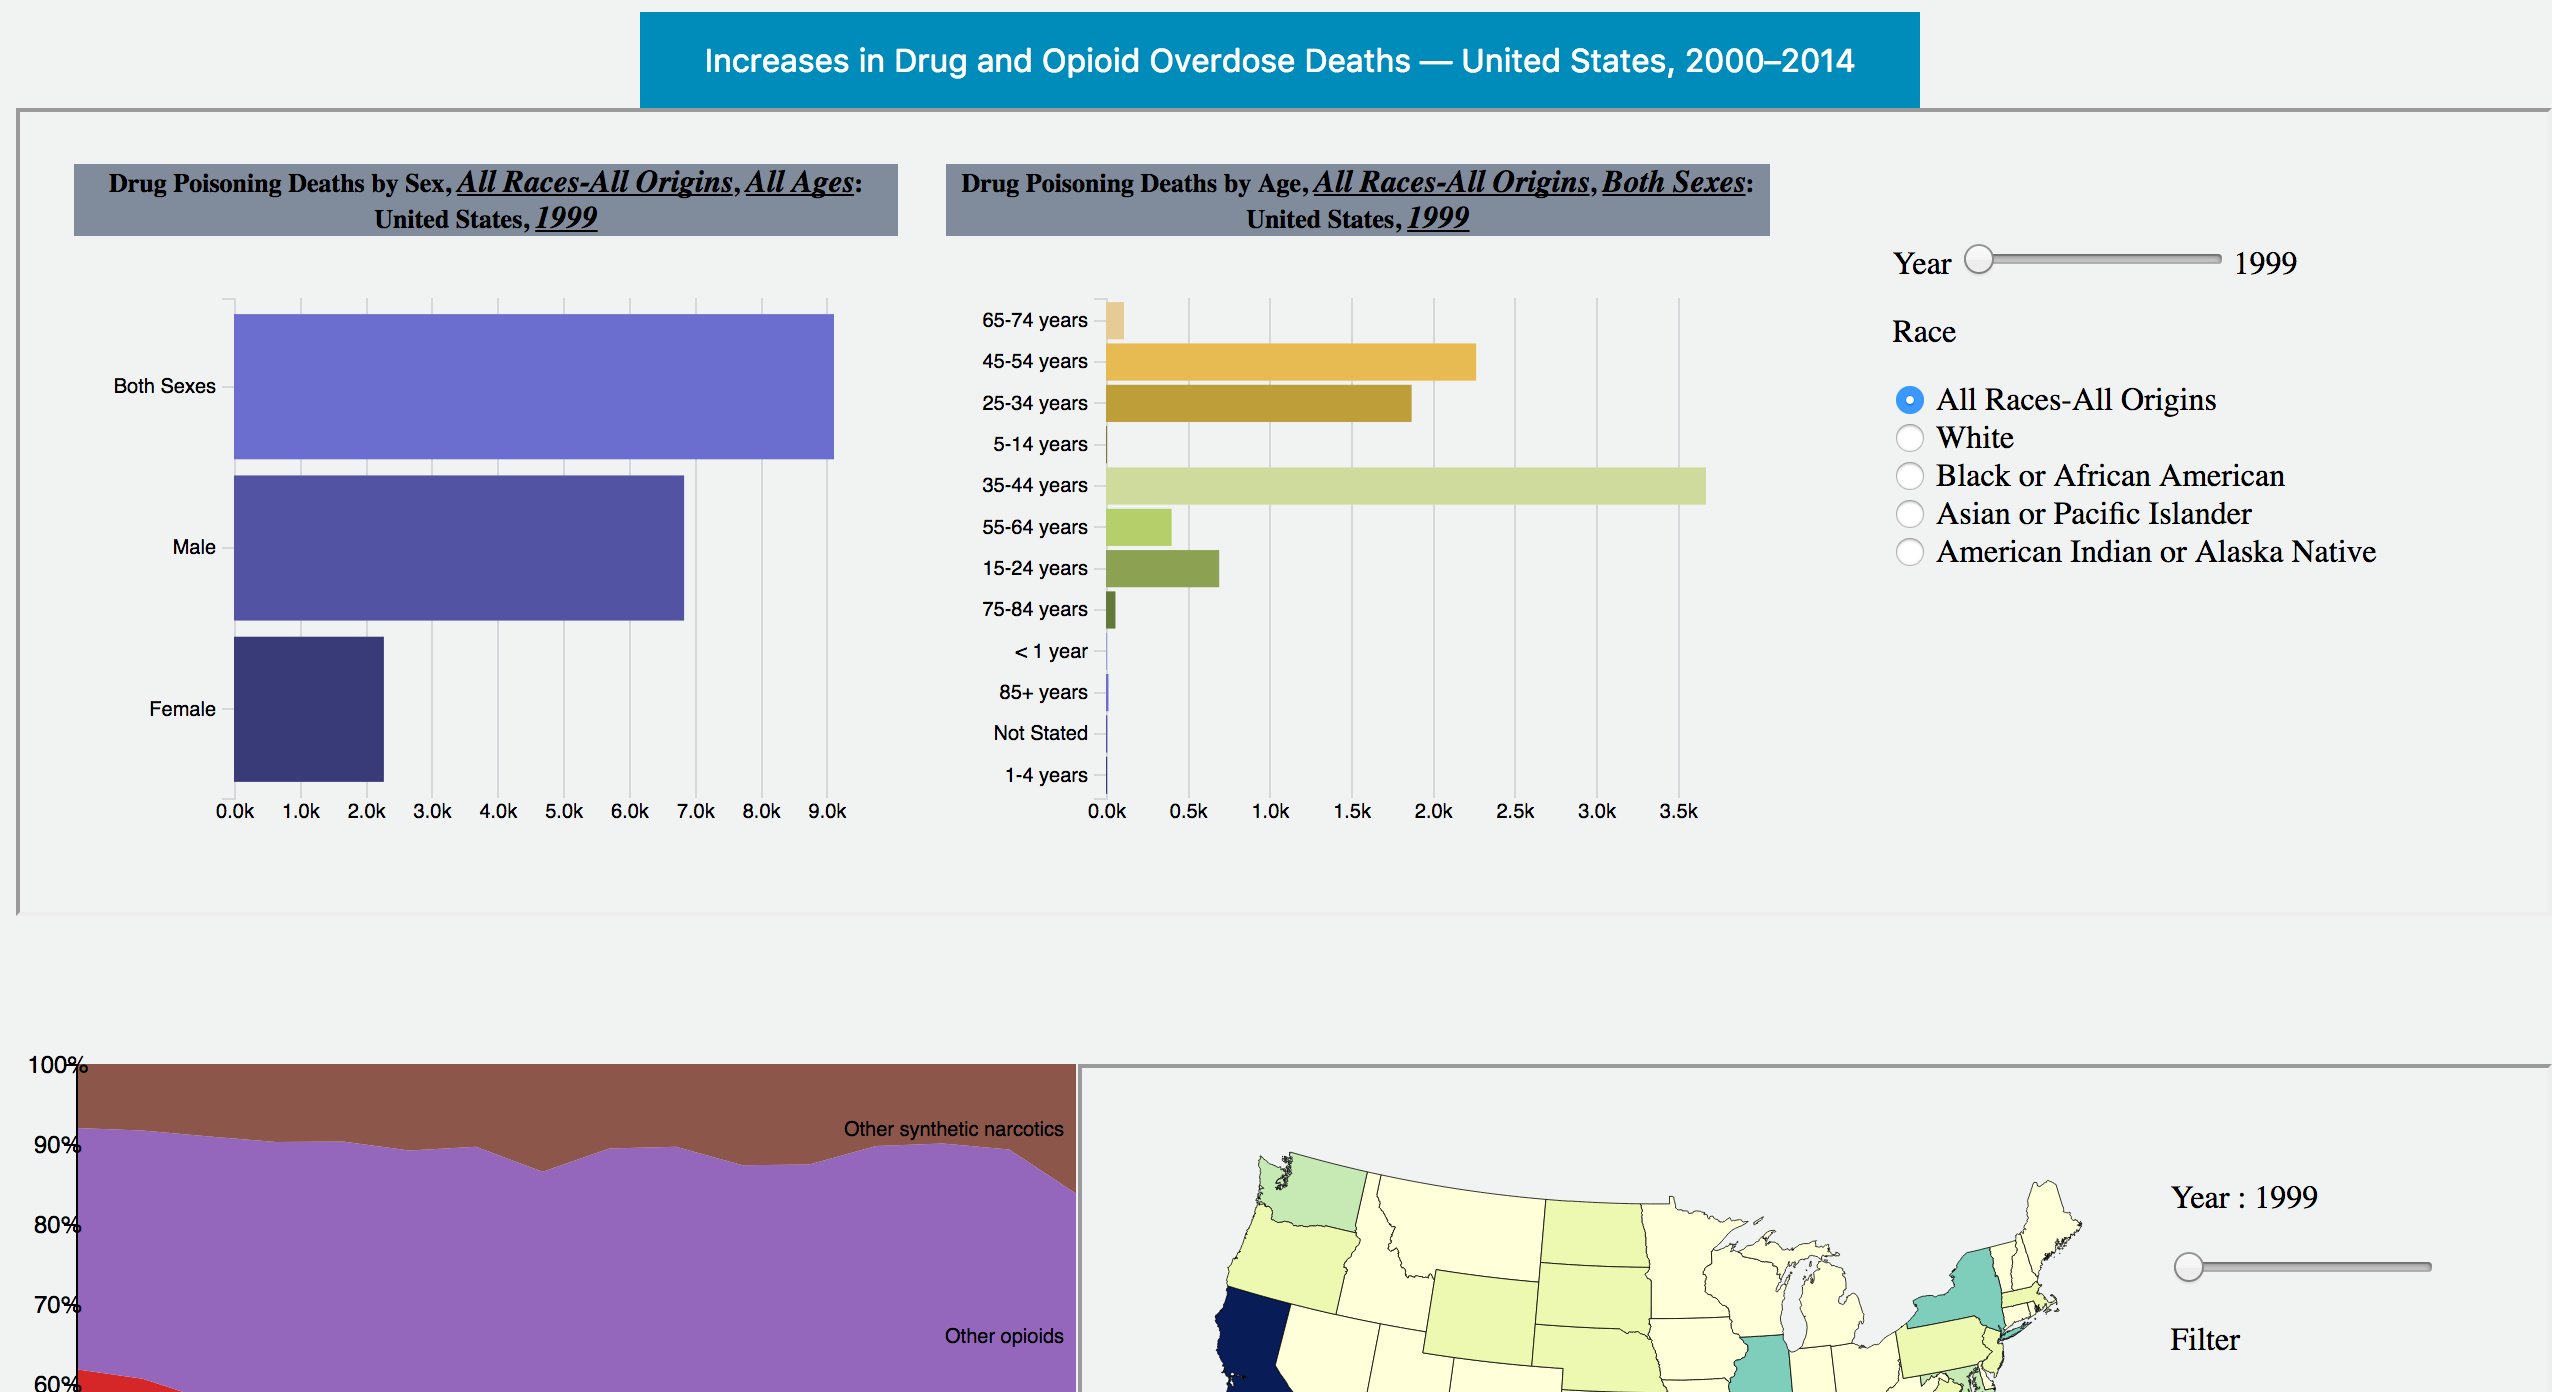 Increases in Drug and Opioid Overdose Deaths — United States, 2000–2014
Drug Poisoning Deaths by Sex, All Races-All Origins, All Ages:
United States, 1999
Both Sexes
Male
Female
0.0k 1.0k 2.0k 3.0k 4.0k 5.0k 6.0k 7.0k 8.0k 9.0k
Drug Poisoning Deaths by Age, All Races-All Origins, Both Sexes:
United States, 1999
65-74 years
45-54 years
25-34 years
5-14 years
35-44 years
55-64 years
15-24 years
75-84 years
< 1 year
85+ years
Not Stated
1-4 years
0.0k 0.5k 1.0k 1.5k 2.0k 2.5k 3.0k 3.5k
Year 1999
Race
All Races-All Origins
White
Black or African American
Asian or Pacific Islander
American Indian or Alaska Native
100%
90%
80%
70%
60%
Other synthetic narcotics
Other opioids
Year : 1999
Filter